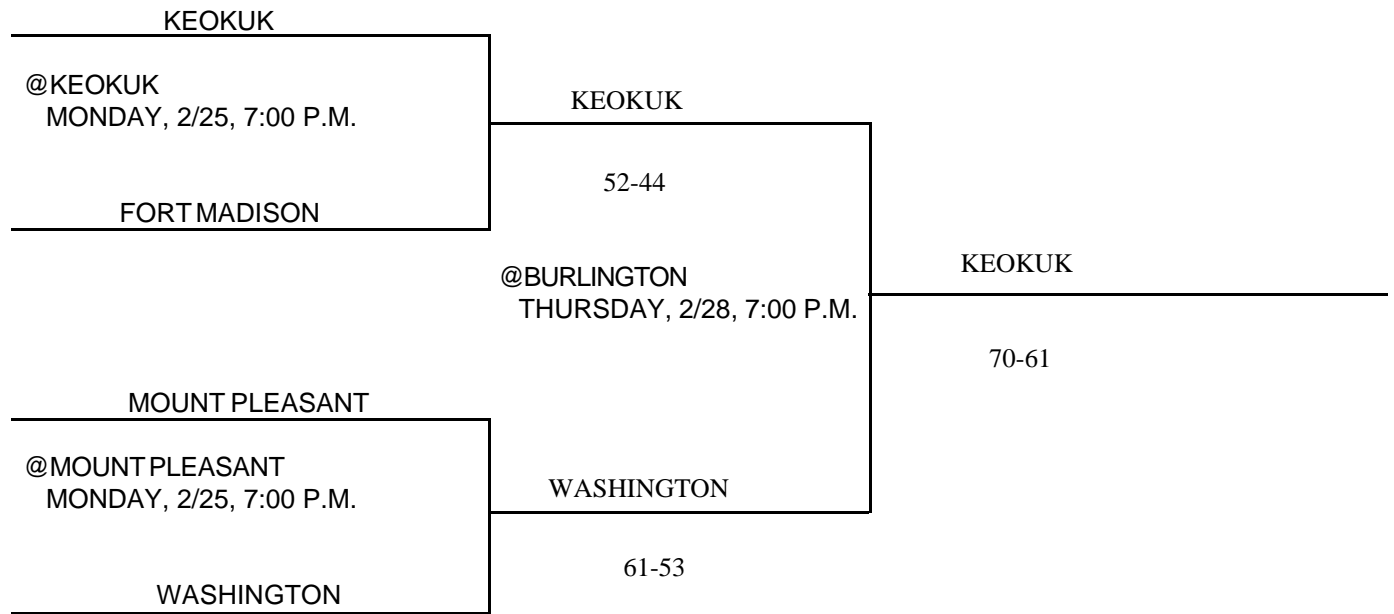 KEOKUK
@KEOKUK
MONDAY, 2/25, 7:00 P.M.
FORT MADISON
KEOKUK
52-44
@BURLINGTON
THURSDAY, 2/28, 7:00 P.M.
KEOKUK
70-61
MOUNT PLEASANT
@MOUNT PLEASANT
MONDAY, 2/25, 7:00 P.M.
WASHINGTON
WASHINGTON
61-53